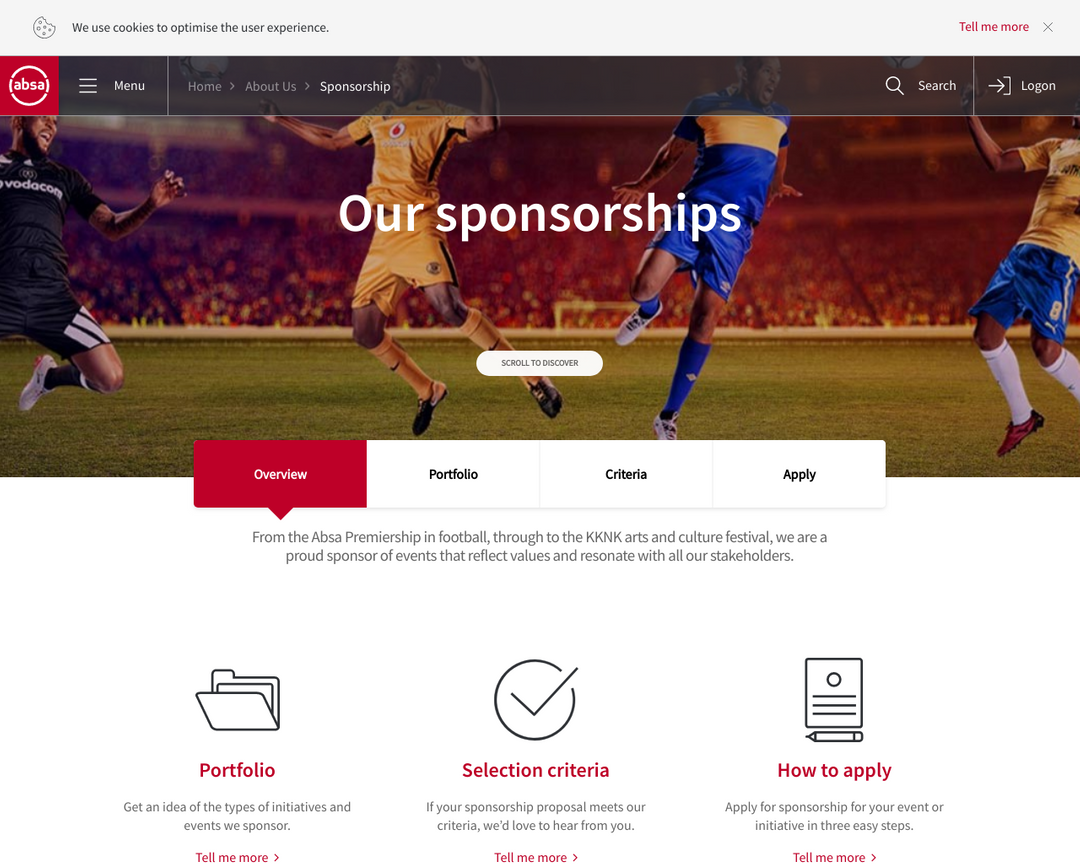 We use cookies to optimise the user experience.
Tell me more
absa
Menu
Home
About Us
Sponsorship
Search
Logon
vodacom
Our sponsorships
8
SCROLL TO DISCOVER
Overview
Portfolio
Criteria
Apply
From the Absa Premiership in football, through to the KKNK arts and culture festival, we are a
proud sponsor of events that reflect values and resonate with all our stakeholders.
Portfolio
Get an idea of the types of initiatives and
events we sponsor.
Tell me more
Selection criteria
If your sponsorship proposal meets our
criteria, we'd love to hear from you.
Tell me more
How to apply
Apply for sponsorship for your event or
initiative in three easy steps.
Tell me more